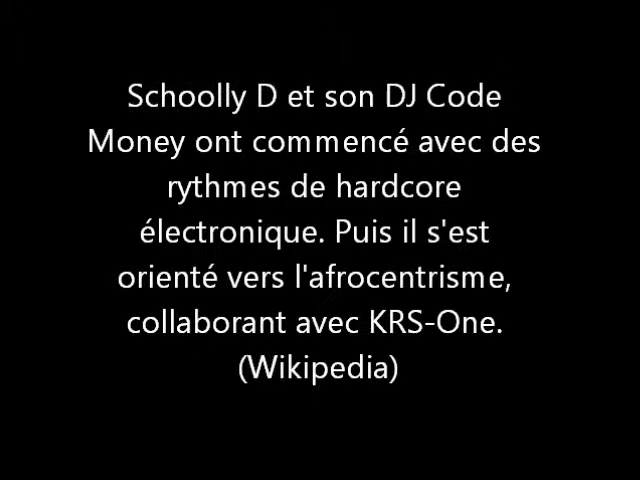 Schoolly D et son DJ Code
Money ont commencé avec des
rythmes de hardcore
électronique. Puis il s'est
orienté vers l'afrocentrisme,
collaborant avec KRS-One.
(Wikipedia)